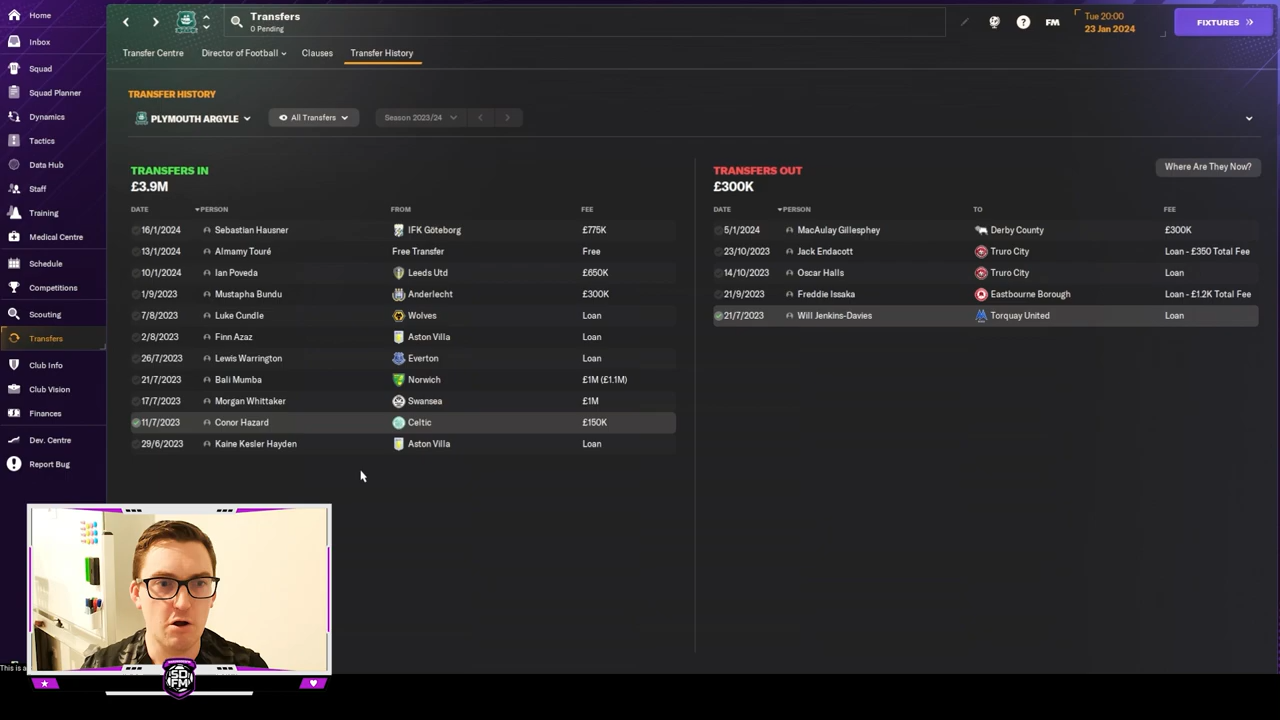 Home
Inbox
Squad
Squad Planner
Dynamics
Tactics
Data Hub
Staff
Training
Medical Centre
Schedule
Competitions
Scouting
Transfers
Club Info
Club Vision
Finances
Dev. Centre
Report Bug
This is a
Transfers
0 Pending
FM
Tue 20:00
23 Jan 2024
FIXTURES
Transfer Centre Director of Football Clauses Transfer History
TRANSFER HISTORY
PLYMOUTH ARGYLE All Transfers Season 2023/24
TRANSFERS IN
£3.9M
DATE PERSON FROM FEE
16/1/2024 Sebastian Hausner IFK Göteborg £775K
13/1/2024 Almamy Touré Free Transfer Free
10/1/2024 Ian Poveda Leeds Utd £650K
1/9/2023 Mustapha Bundu Anderlecht £300K
7/8/2023 Luke Cundle Wolves Loan
2/8/2023 Finn Azaz Aston Villa Loan
26/7/2023 Lewis Warrington Everton Loan
21/7/2023 Bali Mumba Norwich £1M (£1.1M)
17/7/2023 Morgan Whittaker Swansea £1M
11/7/2023 Conor Hazard Celtic £150K
29/6/2023 Kaine Kesler Hayden Aston Villa Loan
TRANSFERS OUT
£300K
Where Are They Now?
DATE PERSON TO FEE
5/1/2024 MacAulay Gillesphey Derby County £300K
23/10/2023 Jack Endacott Truro City Loan - £350 Total Fee
14/10/2023 Oscar Halls Truro City Loan
21/9/2023 Freddie Issaka Eastbourne Borough Loan - £1.2K Total Fee
21/7/2023 Will Jenkins-Davies Torquay United Loan
SD
FM